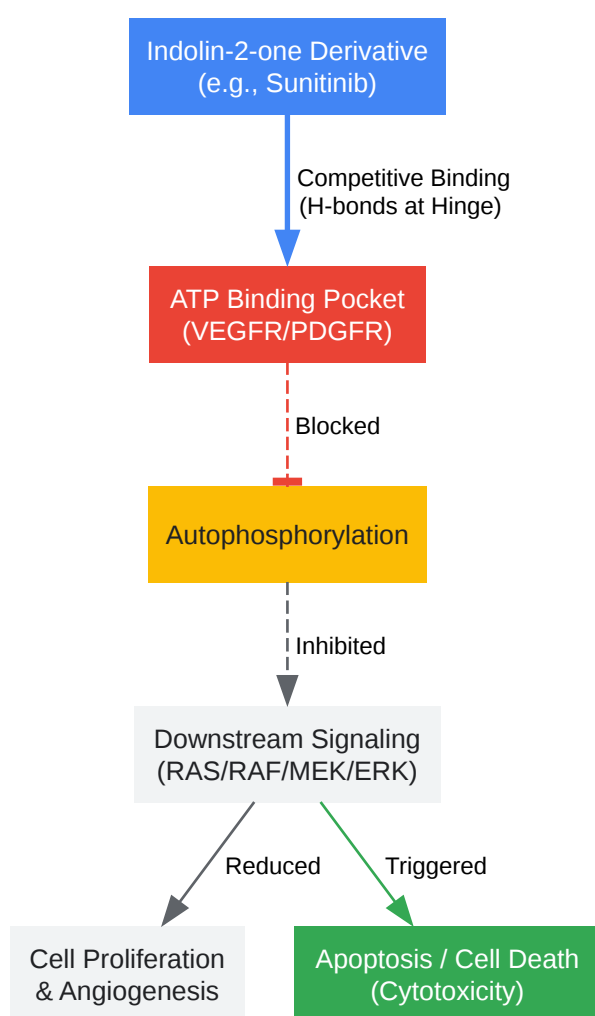 Indolin-2-one Derivative
(e.g., Sunitinib)
Competitive Binding
(H-bonds at Hinge)
ATP Binding Pocket
(VEGFR/PDGFR)
Blocked
Autophosphorylation
Inhibited
Downstream Signaling
(RAS/RAF/MEK/ERK)
Reduced
Triggered
Cell Proliferation
& Angiogenesis
Apoptosis / Cell Death
(Cytotoxicity)